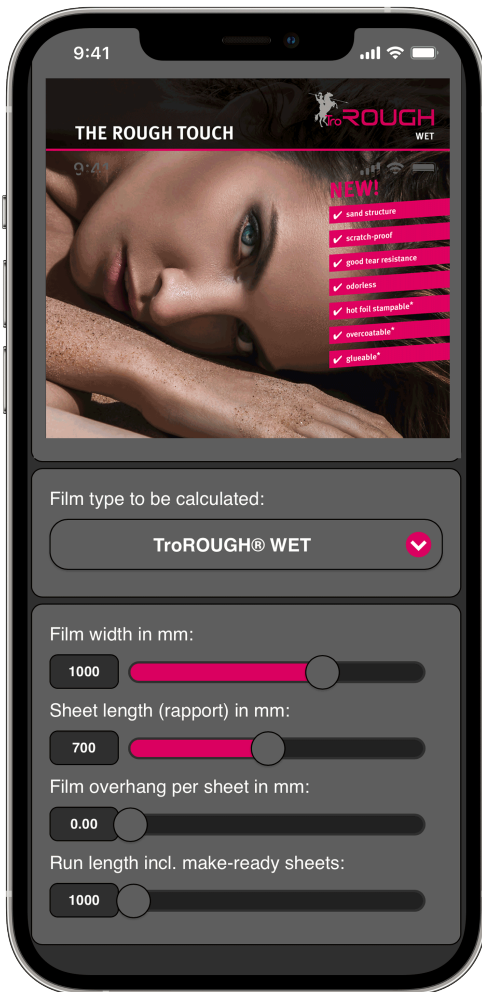 9:41
TroROUGH
WET
THE ROUGH TOUCH
9:41
NEW!
✓ sand structure
✓ scratch-proof
✓ good tear resistance
✓ odorless
✓ hot foil stampable*
✓ overcoatable*
✓ glueable*
Film type to be calculated:
TroROUGH® WET
Film width in mm:
1000
Sheet length (rapport) in mm:
700
Film overhang per sheet in mm:
0.00
Run length incl. make-ready sheets:
1000